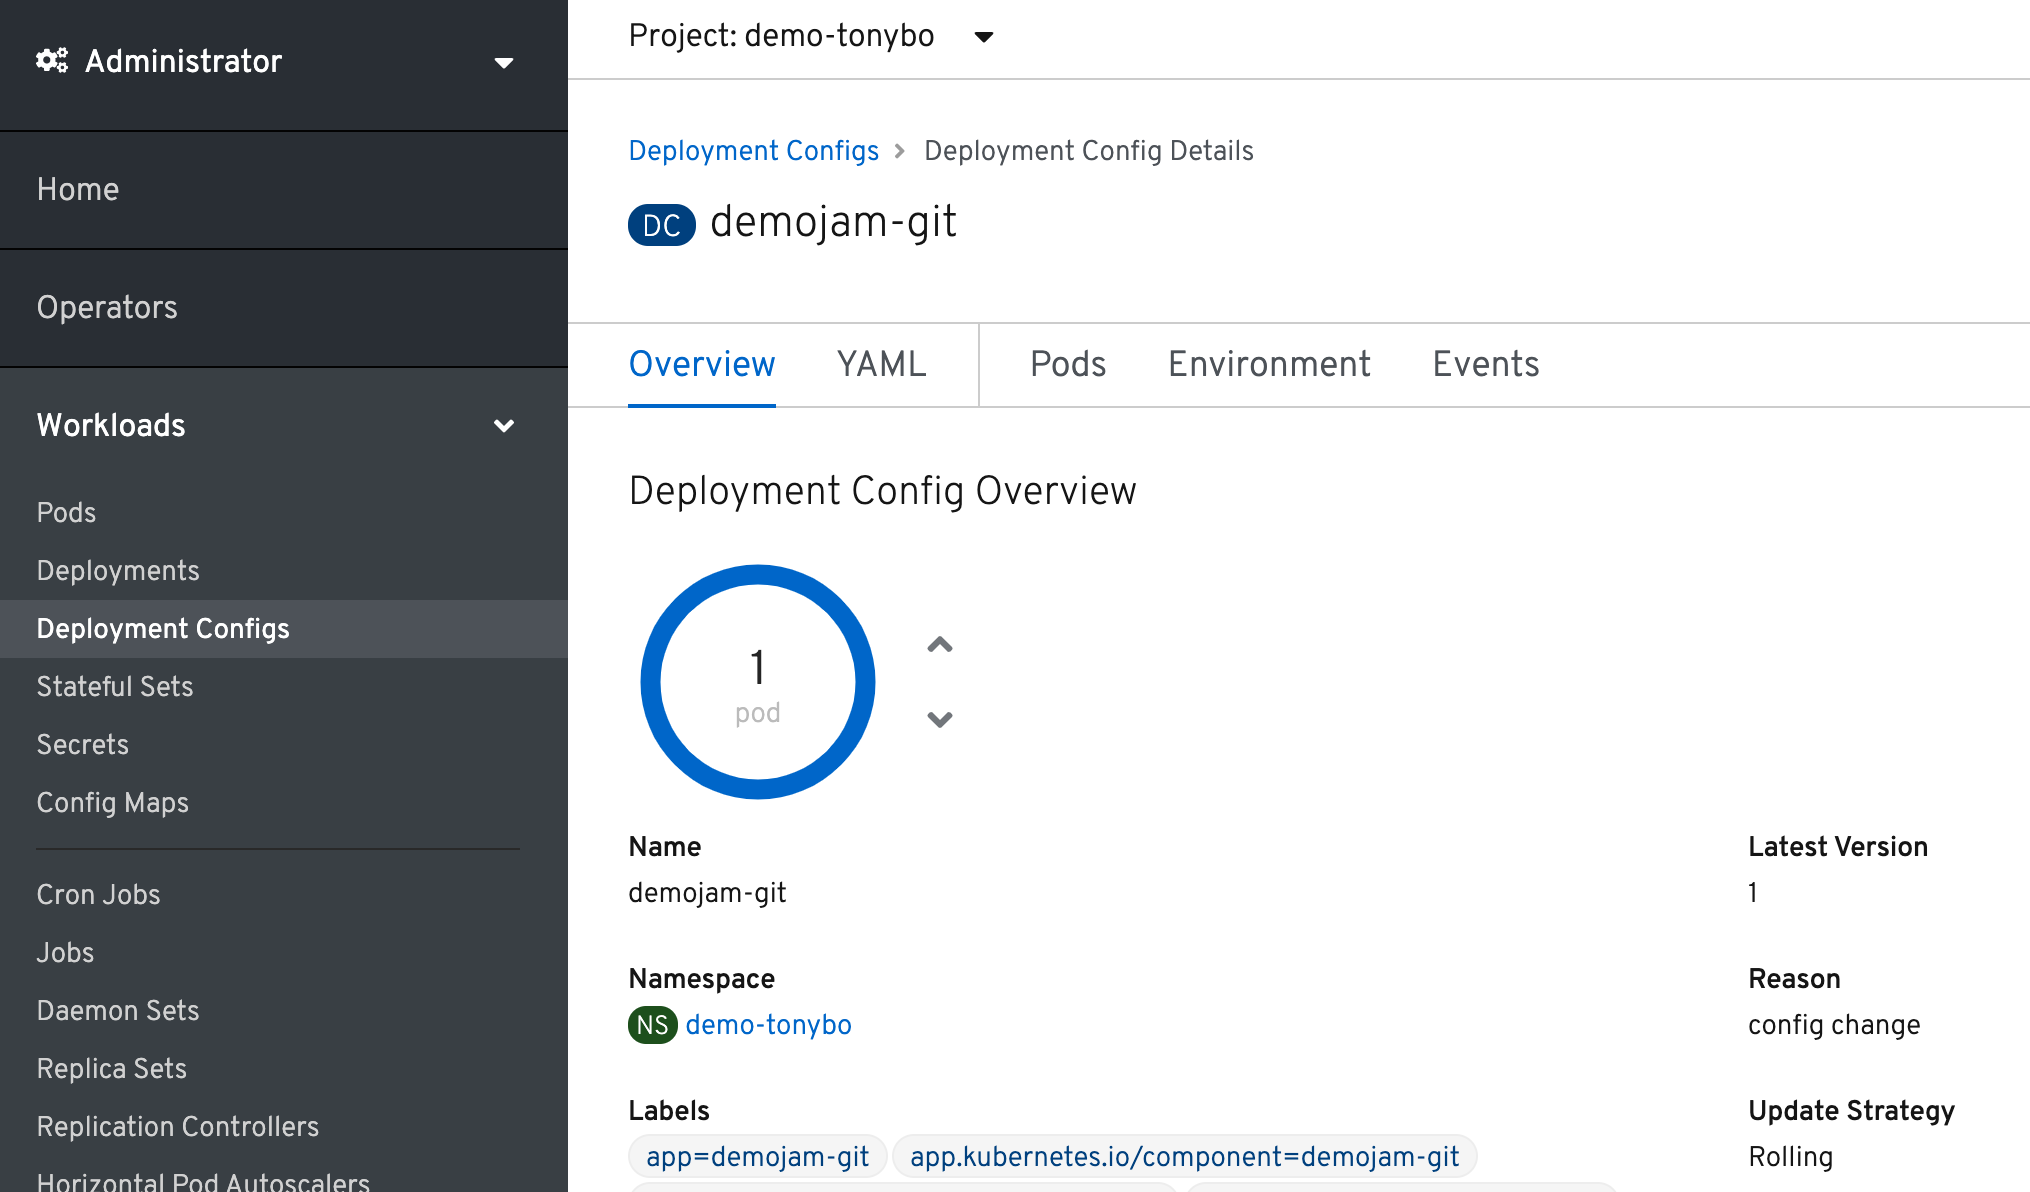 Administrator
Home
Operators
Workloads
Pods
Deployments
Deployment Configs
Stateful Sets
Secrets
Config Maps
Cron Jobs
Jobs
Daemon Sets
Replica Sets
Replication Controllers
Horizontal Pod Autoscalers
Project: demo-tonybo
Deployment Configs > Deployment Config Details
DC demojam-git
Overview YAML Pods Environment Events
Deployment Config Overview
1
pod
Name
demojam-git
Namespace
NS demo-tonybo
Labels
app=demojam-git app.kubernetes.io/component=demojam-git
Latest Version
1
Reason
config change
Update Strategy
Rolling